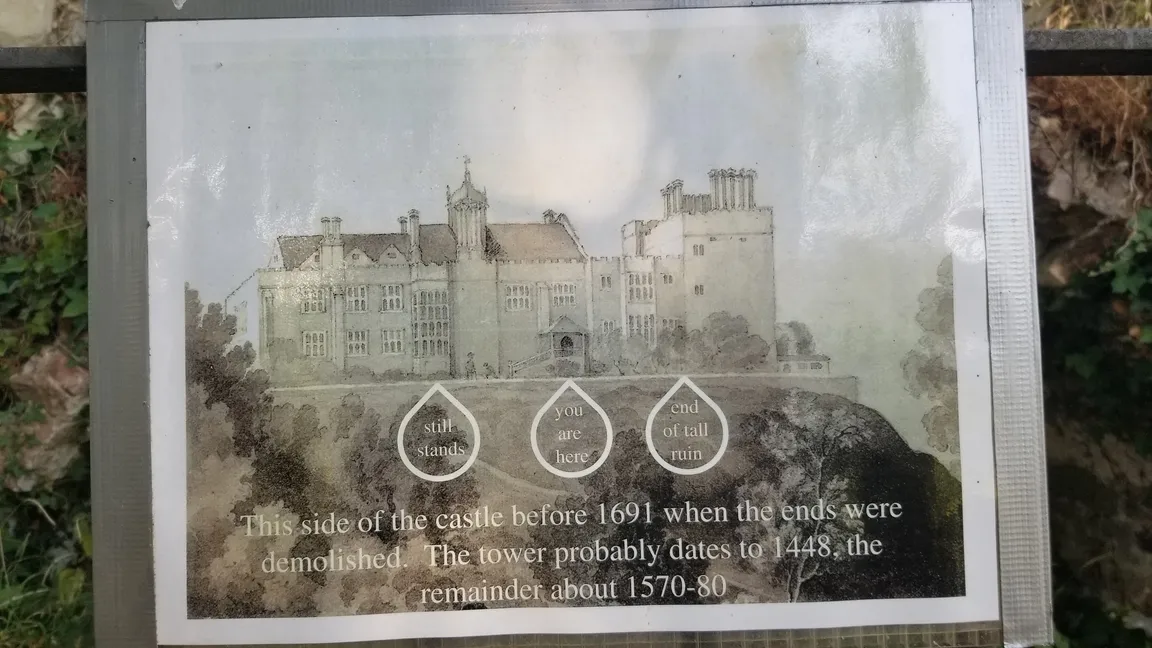 still
stands
you
are
here
end
of tall
ruin
This side of the castle before 1691 when the ends were
demolished. The tower probably dates to 1448, the
remainder about 1570-80